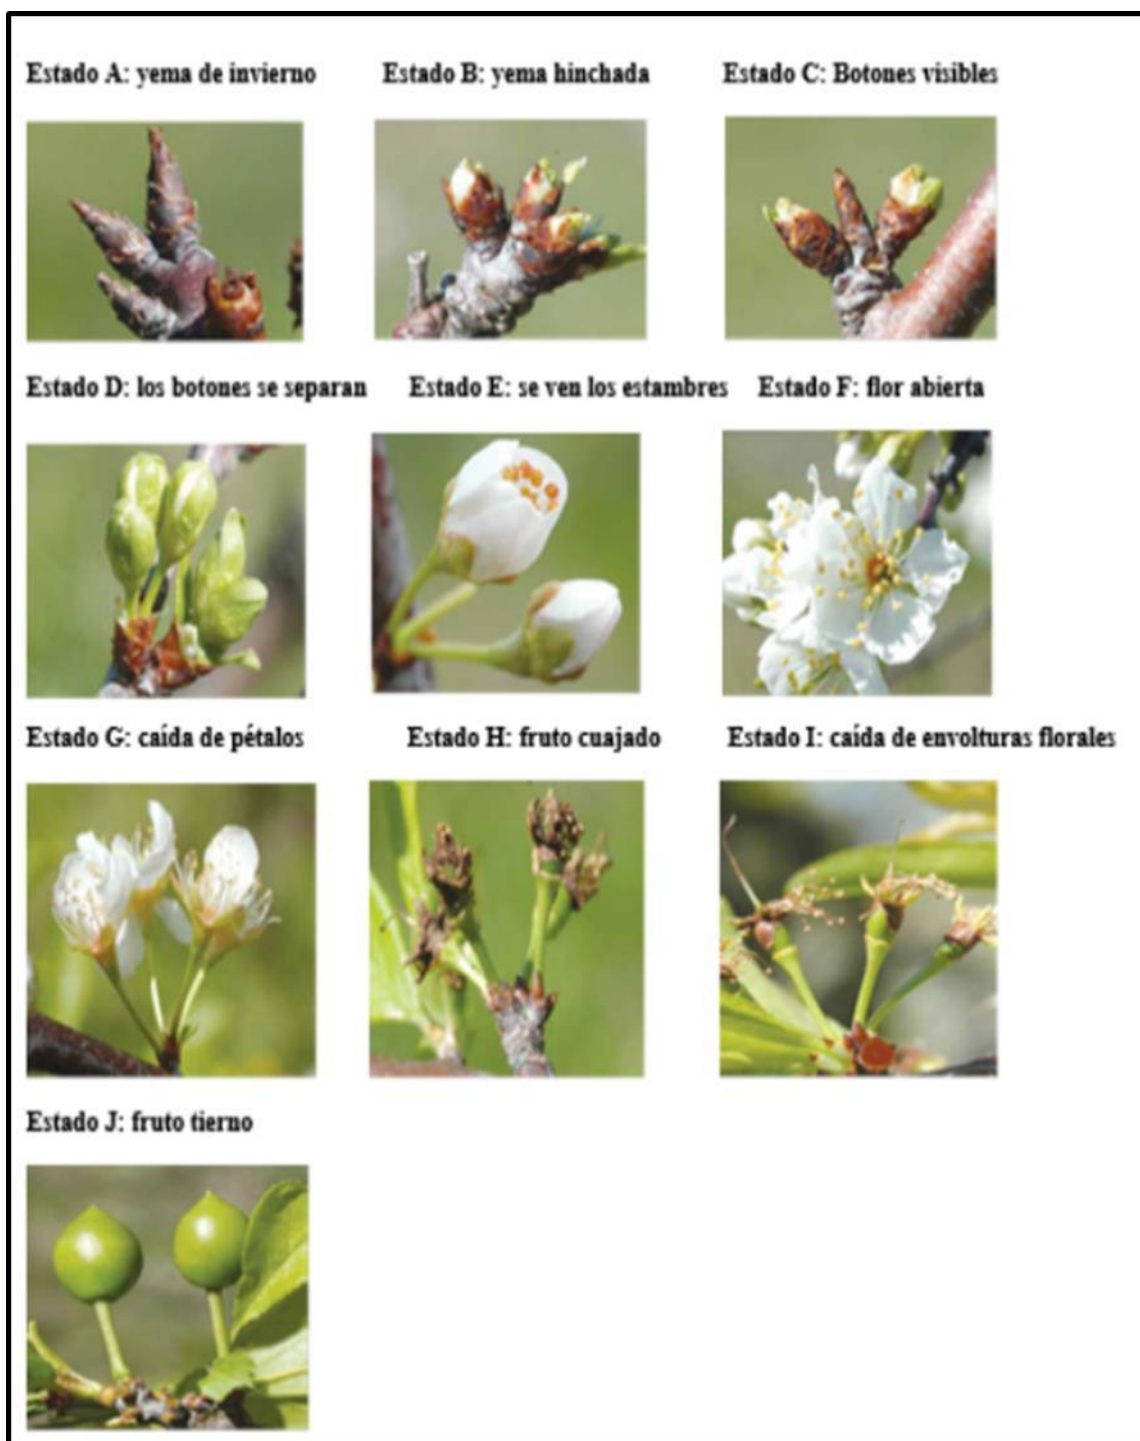 Estado A: yema de invierno Estado B: yema hinchada Estado C: Botones visibles
Estado D: los botones se separan Estado E: se ven los estambres Estado F: flor abierta
Estado G: caída de pétalos Estado H: fruto cuajado Estado I: caída de envolturas florales
Estado J: fruto tierno